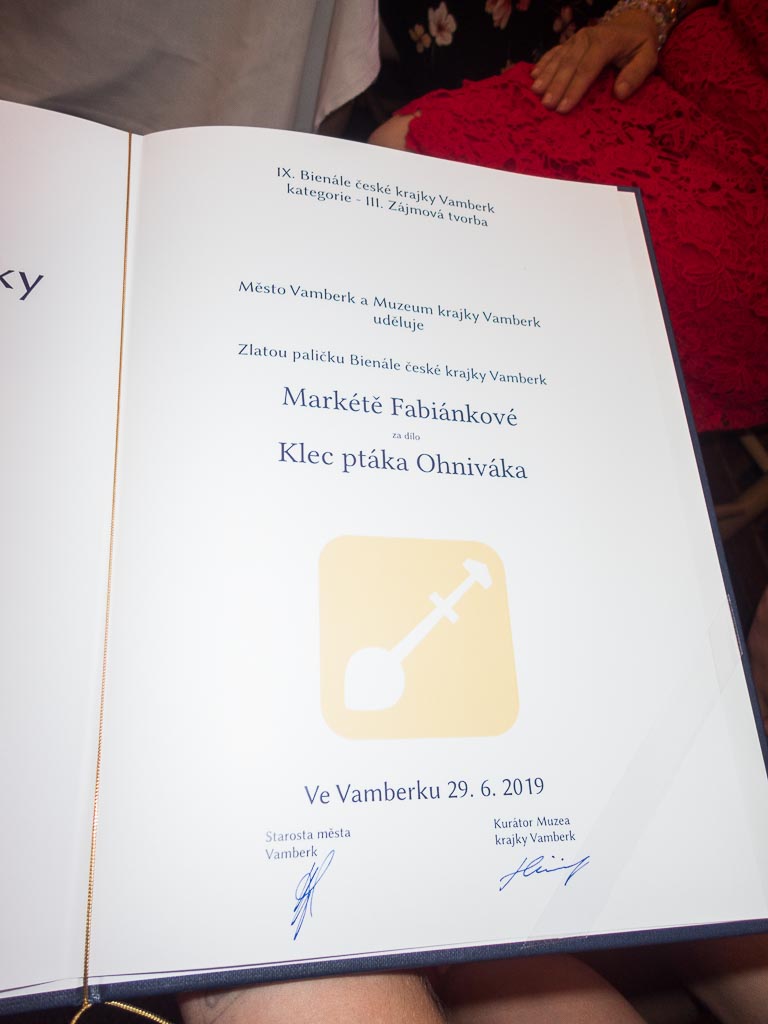 IX. Bienále české krajky Vamberk
kategorie - III. Zájmová tvorba
ky
Město Vamberk a Muzeum krajky Vamberk
uděluje
Zlatou paličku Bienále české krajky Vamberk
Markétě Fabiánkové
za dílo
Klec ptáka Ohniváka
Ve Vamberku 29. 6. 2019
Starosta města
Vamberk
Kurátor Muzea
krajky Vamberk